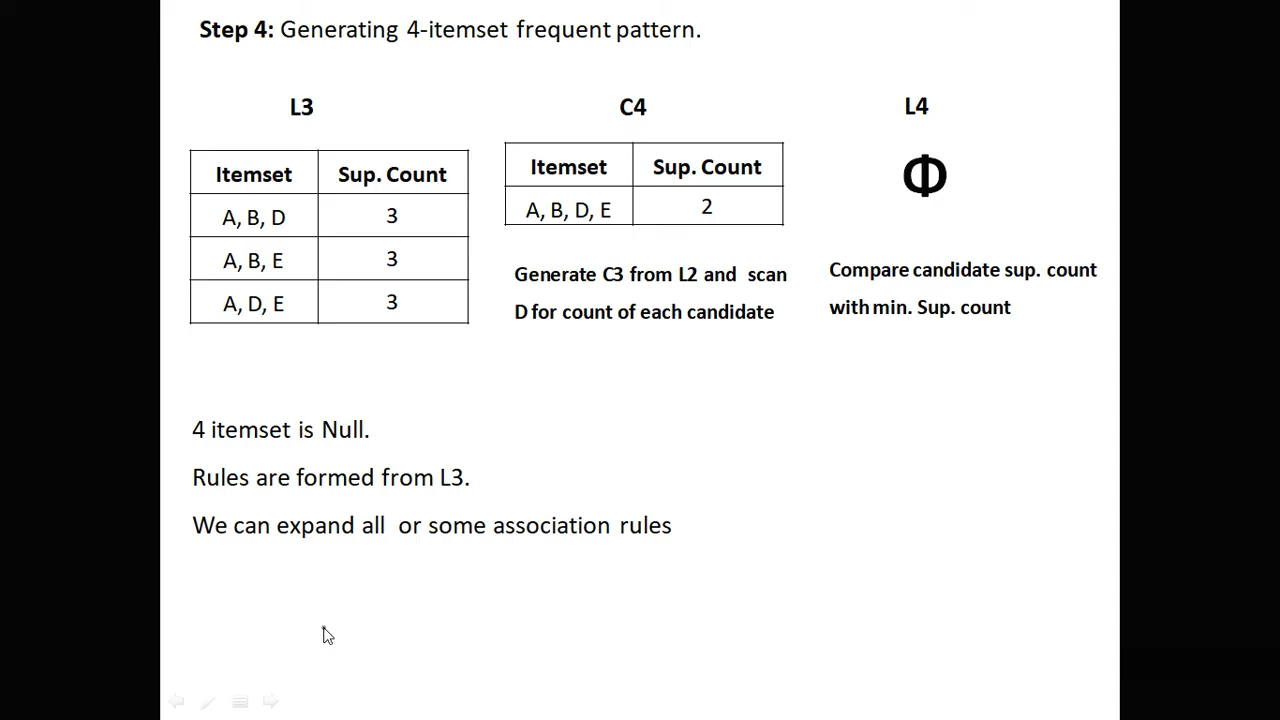 Step 4: Generating 4-itemset frequent pattern.
L3
C4
L4
Itemset Sup. Count
A, B, D 3
A, B, E 3
A, D, E 3
Itemset Sup. Count
A, B, D, E 2
Φ
Generate C3 from L2 and scan
D for count of each candidate
Compare candidate sup. count
with min. Sup. count
4 itemset is Null.
Rules are formed from L3.
We can expand all or some association rules